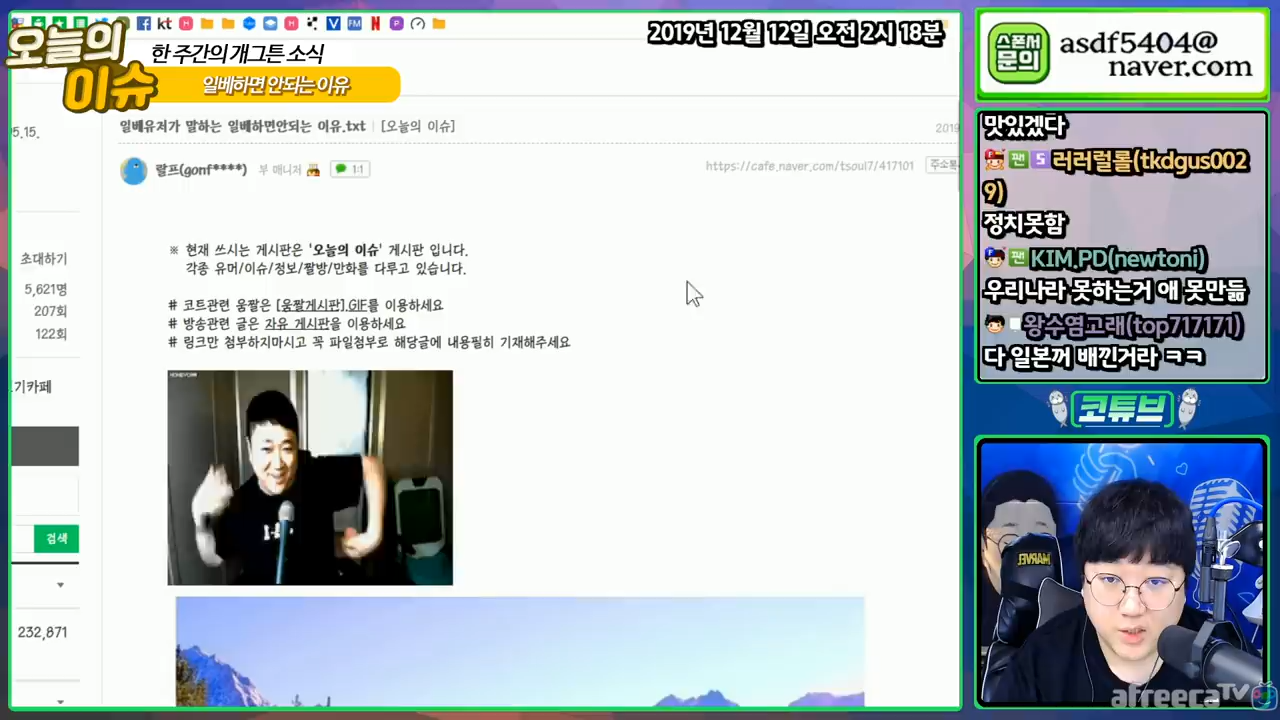 오늘의
이슈
한 주간의 개그튼 소식
일베하면 안되는 이유
2019년 12월 12일 오전 2시 18분
스폰서
문의
asdf5404@
naver.com
5.15.
일베유저가 말하는 일베하면안되는 이유.txt | [오늘의 이슈]
2019
랄프(gonf****) 부 매니저 1:1
https://cafe.naver.com/tsoul7/417101
※ 현재 쓰시는 게시판은 '오늘의 이슈' 게시판 입니다.
각종 유머/이슈/정보/짤방/만화를 다루고 있습니다.
# 코트관련 움짤은 [움짤게시판].GIF를 이용하세요
# 방송관련 글은 자유 게시판을 이용하세요
# 링크만 첨부하지마시고 꼭 파일첨부로 해당글에 내용필히 기재해주세요
초대하기
5,621명
207회
122회
기카페
검색
232,871
맛있겠다
러러럴롤(tkdgus002
9)
정치못함
KIM.PD(newtoni)
우리나라 못하는거 애 못만듦
왕수염고래(top717171)
다 일본꺼 배낀거라 ㅋㅋ
코튜브
MARVEL
afreecaTV